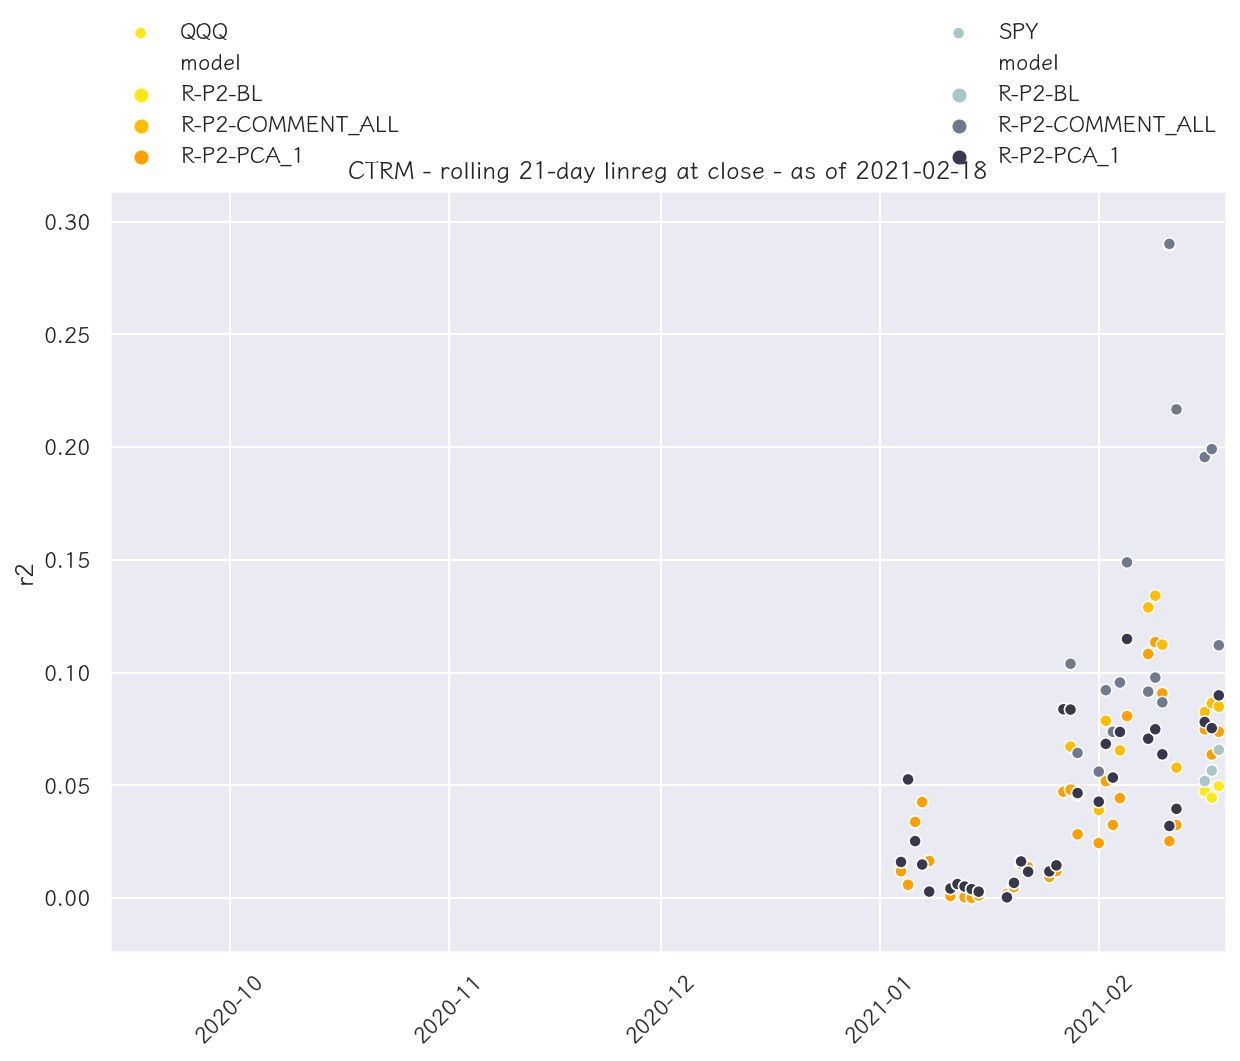 QQQ
model
R-P2-BL
R-P2-COMMENT_ALL
R-P2-PCA_1
SPY
model
R-P2-BL
R-P2-COMMENT_ALL
R-P2-PCA_1
CTRM - rolling 21-day linreg at close - as of 2021-02-18
0.30
0.25
0.20
0.15
0.10
0.05
0.00
r2
2020-10
2020-11
2020-12
2021-01
2021-02